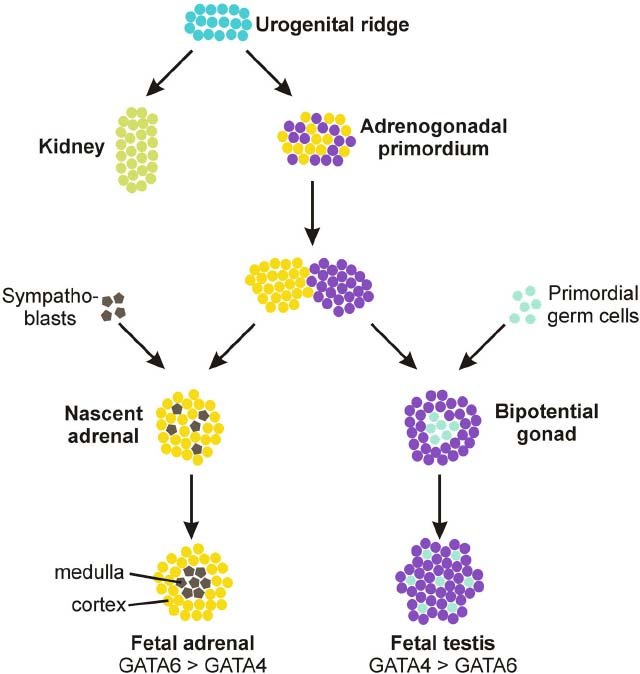 Urogenital ridge
Kidney
Adrenogonadal
primordium
Sympatho-
blasts
Primordial
germ cells
Nascent
adrenal
Bipotential
gonad
medulla
cortex
Fetal adrenal
GATA6 > GATA4
Fetal testis
GATA4 > GATA6